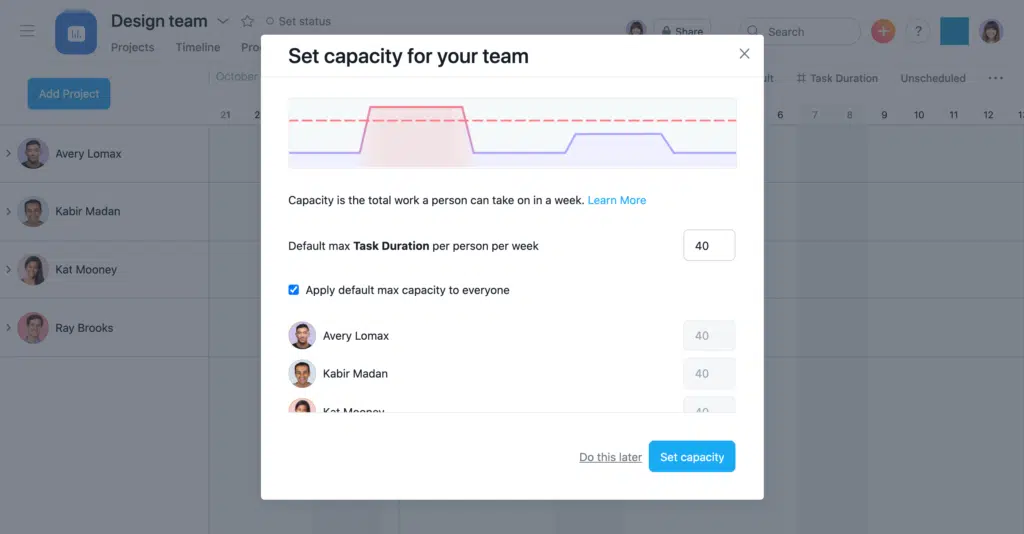 Design team
Set status
Share
Search
?
Projects
Timeline
Set capacity for your team
Add Project
October
Task Duration
Unscheduled
21
6
7
8
9
10
11
12
Capacity is the total work a person can take on in a week. Learn More
Default max Task Duration per person per week
40
Apply default max capacity to everyone
Avery Lomax
40
Kabir Madan
40
Kat Mooney
40
Do this later
Set capacity
Avery Lomax
Kabir Madan
Kat Mooney
Ray Brooks